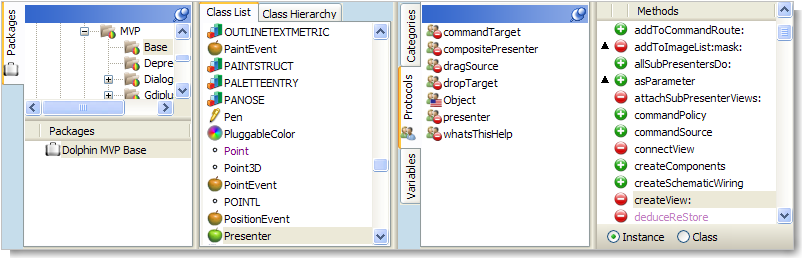 Packages
MVP
Base
Depre
Dialog
Gdiplu
Packages
Dolphin MVP Base
Class List
Class Hierarchy
OUTLINETEXTMETRIC
PaintEvent
PAINTSTRUCT
PALETTEENTRY
PANOSE
Pen
PluggableColor
Point
Point3D
PointEvent
POINTL
PositionEvent
Presenter
Categories
Protocols
Variables
commandTarget
compositePresenter
dragSource
dropTarget
Object
presenter
whatsThisHelp
Methods
addToCommandRoute:
addToImageList:mask:
allSubPresentersDo:
asParameter
attachSubPresenterViews:
commandPolicy
commandSource
connectView
createComponents
createSchematicWiring
createView:
deduceReStore
Instance
Class